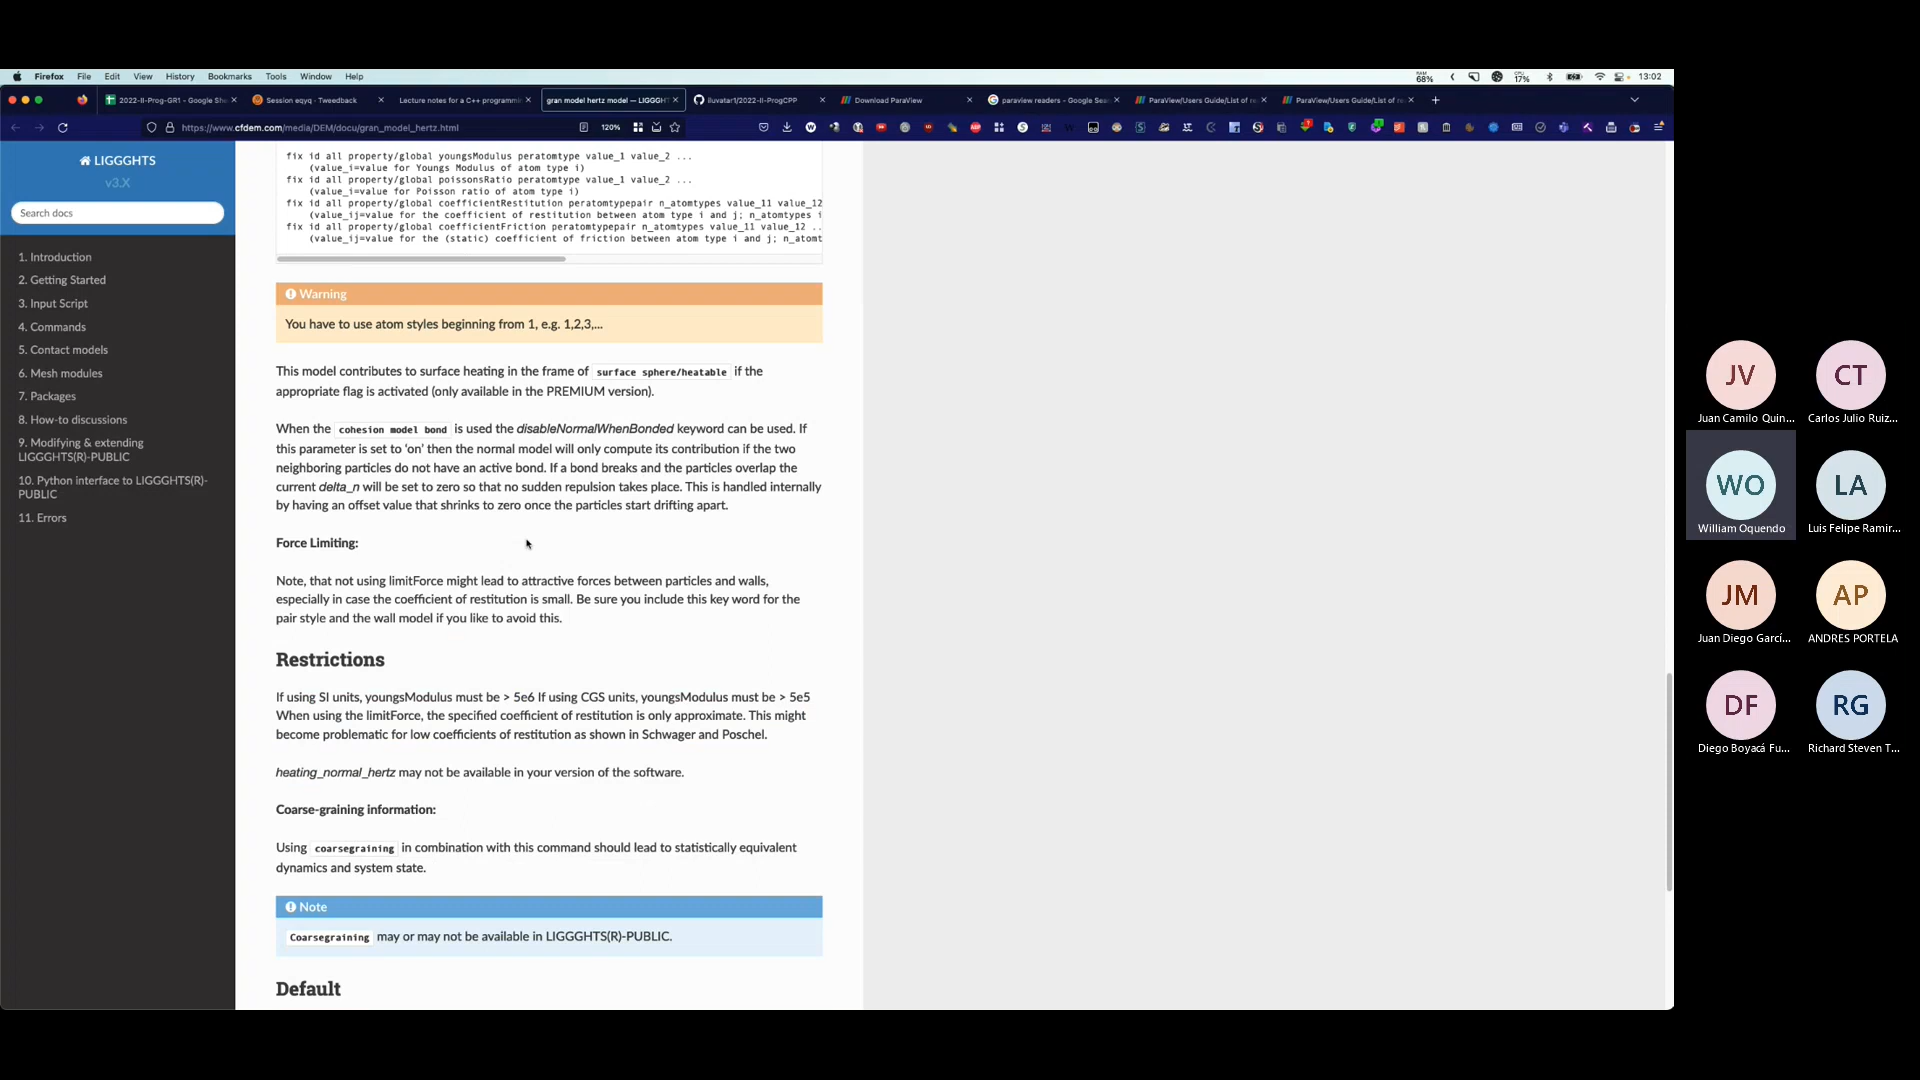 Firefox File Edit View History Bookmarks Tools Window Help
RAM 68% CPU 17% 13:02
2022-II-Prog-GR1 - Google She
Session eqyq - Tweedback
Lecture notes for a C++ programmin
gran model hertz model — LIGGGHT
iluvatar1/2022-II-ProgCPP
Download ParaView
paraview readers - Google Sea
ParaView/Users Guide/List of re
ParaView/Users Guide/List of re
https://www.cfdem.com/media/DEM/docu/gran_model_hertz.html
120%
LIGGGHTS
v3.X
Search docs
1. Introduction
2. Getting Started
3. Input Script
4. Commands
5. Contact models
6. Mesh modules
7. Packages
8. How-to discussions
9. Modifying & extending
LIGGGHTS(R)-PUBLIC
10. Python interface to LIGGGHTS(R)-
PUBLIC
11. Errors
fix id all property/global youngsModulus peratomtype value_1 value_2 ...
(value_i=value for Youngs Modulus of atom type i)
fix id all property/global poissonsRatio peratomtype value_1 value_2 ...
(value_i=value for Poisson ratio of atom type i)
fix id all property/global coefficientRestitution peratomtypepair n_atomtypes value_11 value_12
(value_ij=value for the coefficient of restitution between atom type i and j; n_atomtypes i
fix id all property/global coefficientFriction peratomtypepair n_atomtypes value_11 value_12 ..
(value_ij=value for the (static) coefficient of friction between atom type i and j; n_atomt
Warning
You have to use atom styles beginning from 1, e.g. 1,2,3,...
This model contributes to surface heating in the frame of surface sphere/heatable if the
appropriate flag is activated (only available in the PREMIUM version).
When the cohesion model bond is used the disableNormalWhenBonded keyword can be used. If
this parameter is set to ‘on’ then the normal model will only compute its contribution if the two
neighboring particles do not have an active bond. If a bond breaks and the particles overlap the
current delta_n will be set to zero so that no sudden repulsion takes place. This is handled internally
by having an offset value that shrinks to zero once the particles start drifting apart.
Force Limiting:
Note, that not using limitForce might lead to attractive forces between particles and walls,
especially in case the coefficient of restitution is small. Be sure you include this key word for the
pair style and the wall model if you like to avoid this.
Restrictions
If using SI units, youngsModulus must be > 5e6 If using CGS units, youngsModulus must be > 5e5
When using the limitForce, the specified coefficient of restitution is only approximate. This might
become problematic for low coefficients of restitution as shown in Schwager and Poschel.
heating_normal_hertz may not be available in your version of the software.
Coarse-graining information:
Using coarsegraining in combination with this command should lead to statistically equivalent
dynamics and system state.
Note
Coarsegraining may or may not be available in LIGGGHTS(R)-PUBLIC.
Default
JV
Juan Camilo Quin...
CT
Carlos Julio Ruiz...
WO
William Oquendo
LA
Luis Felipe Ramir...
JM
Juan Diego Garcí...
AP
ANDRES PORTELA
DF
Diego Boyacá Fu...
RG
Richard Steven T...